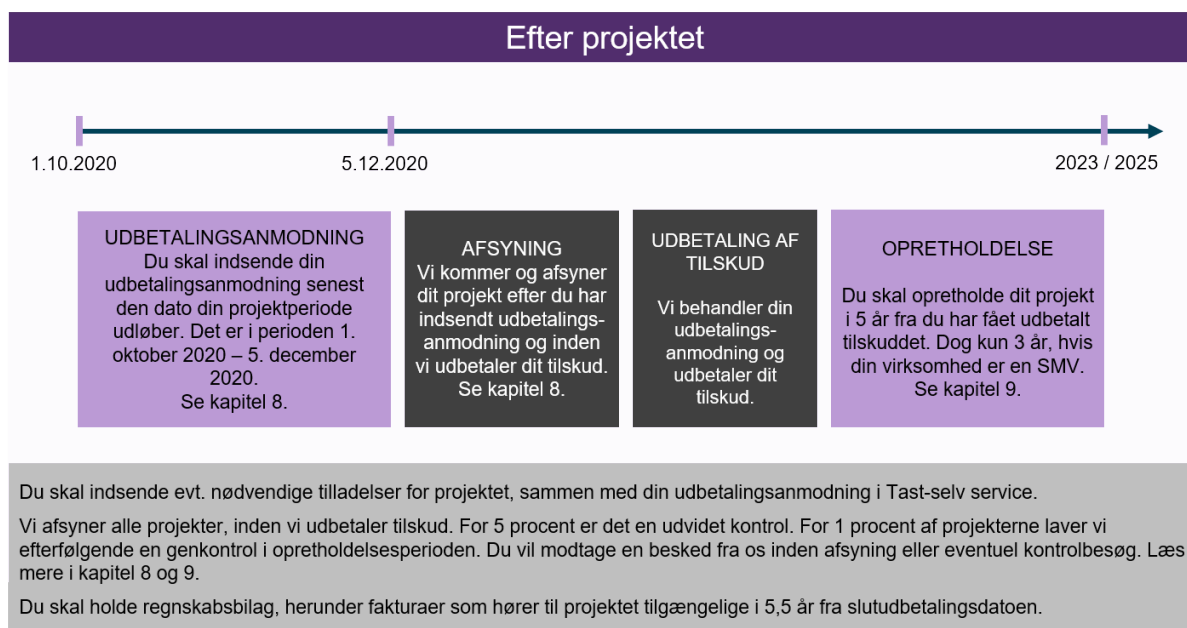 Efter projektet
1.10.2020
5.12.2020
2023 / 2025
UDBETALINGSANMODNING
Du skal indsende din
udbetalingsanmodning senest
den dato din projektperiode
udløber. Det er i perioden 1.
oktober 2020 – 5. december
2020.
Se kapitel 8.
AFSYNING
Vi kommer og afsyner
dit projekt efter du har
indsendt udbetalings-
anmodning og inden
vi udbetaler dit tilskud.
Se kapitel 8.
UDBETALING AF
TILSKUD
Vi behandler din
udbetalings-
anmodning og
udbetaler dit
tilskud.
OPRETHOLDELSE
Du skal opretholde dit projekt
i 5 år fra du har fået udbetalt
tilskuddet. Dog kun 3 år, hvis
din virksomhed er en SMV.
Se kapitel 9.
Du skal indsende evt. nødvendige tilladelser for projektet, sammen med din udbetalingsanmodning i Tast-selv service.
Vi afsyner alle projekter, inden vi udbetaler tilskud. For 5 procent er det en udvidet kontrol. For 1 procent af projekterne laver vi
efterfølgende en genkontrol i opretholdelsesperioden. Du vil modtage en besked fra os inden afsyning eller eventuel kontrolbesøg. Læs
mere i kapitel 8 og 9.
Du skal holde regnskabsbilag, herunder fakturaer som hører til projektet tilgængelige i 5,5 år fra slutudbetalingsdatoen.